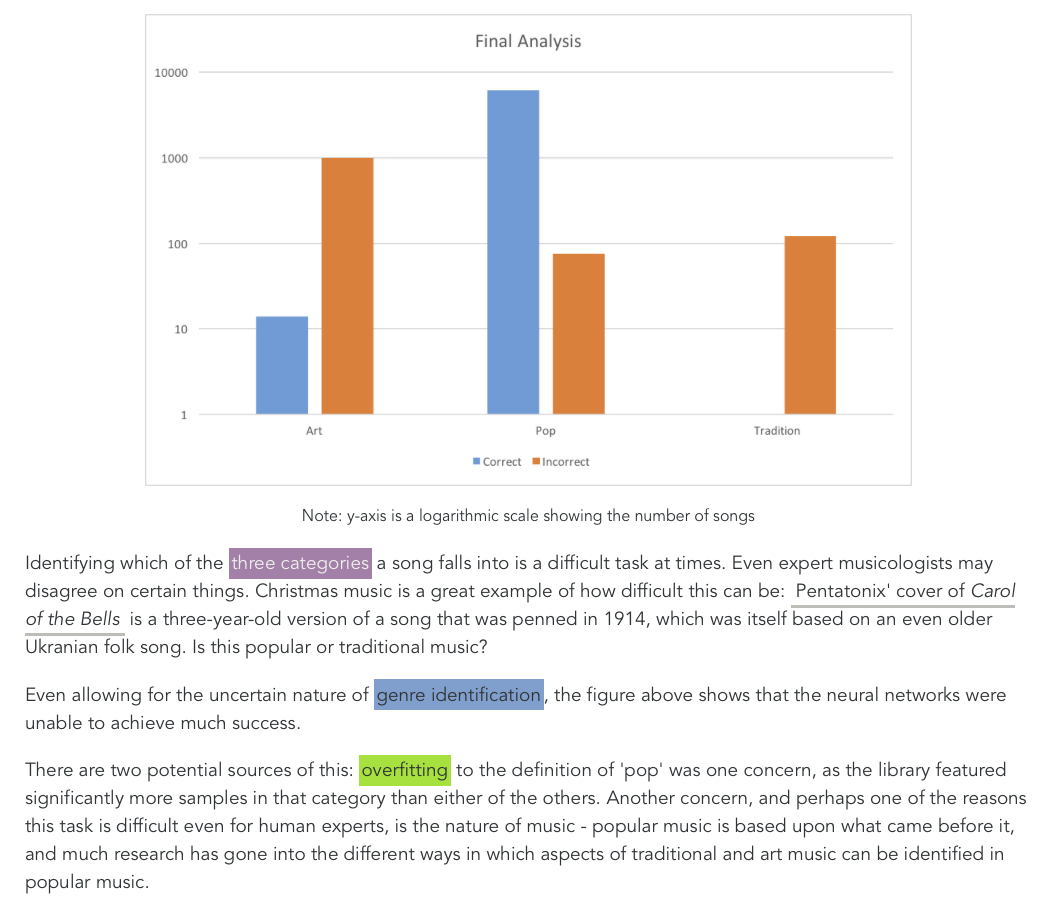 Final Analysis
10000
1000
100
10
1
Art Pop Tradition
Correct Incorrect
Note: y-axis is a logarithmic scale showing the number of songs
Identifying which of the three categories a song falls into is a difficult task at times. Even expert musicologists may
disagree on certain things. Christmas music is a great example of how difficult this can be: Pentatonix' cover of Carol
of the Bells is a three-year-old version of a song that was penned in 1914, which was itself based on an even older
Ukranian folk song. Is this popular or traditional music?
Even allowing for the uncertain nature of genre identification, the figure above shows that the neural networks were
unable to achieve much success.
There are two potential sources of this: overfitting to the definition of 'pop' was one concern, as the library featured
significantly more samples in that category than either of the others. Another concern, and perhaps one of the reasons
this task is difficult even for human experts, is the nature of music - popular music is based upon what came before it,
and much research has gone into the different ways in which aspects of traditional and art music can be identified in
popular music.